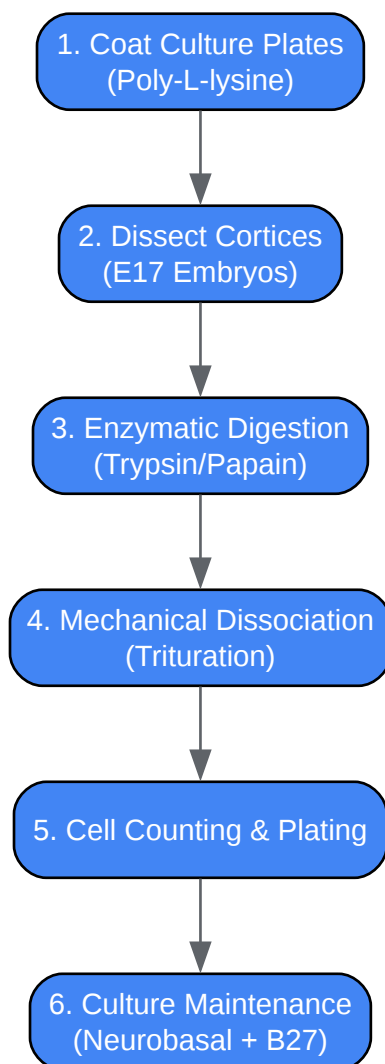 1. Coat Culture Plates
(Poly-L-lysine)
2. Dissect Cortices
(E17 Embryos)
3. Enzymatic Digestion
(Trypsin/Papain)
4. Mechanical Dissociation
(Trituration)
5. Cell Counting & Plating
6. Culture Maintenance
(Neurobasal + B27)